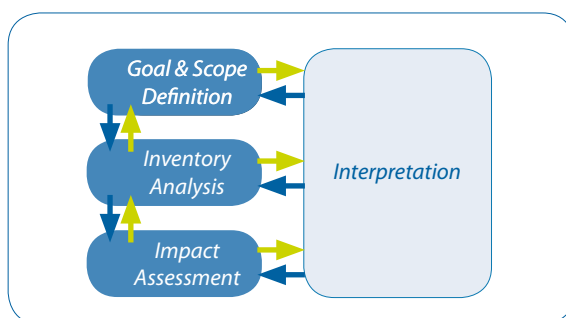 Goal & Scope
Definition
Inventory
Analysis
Interpretation
Impact
Assessment